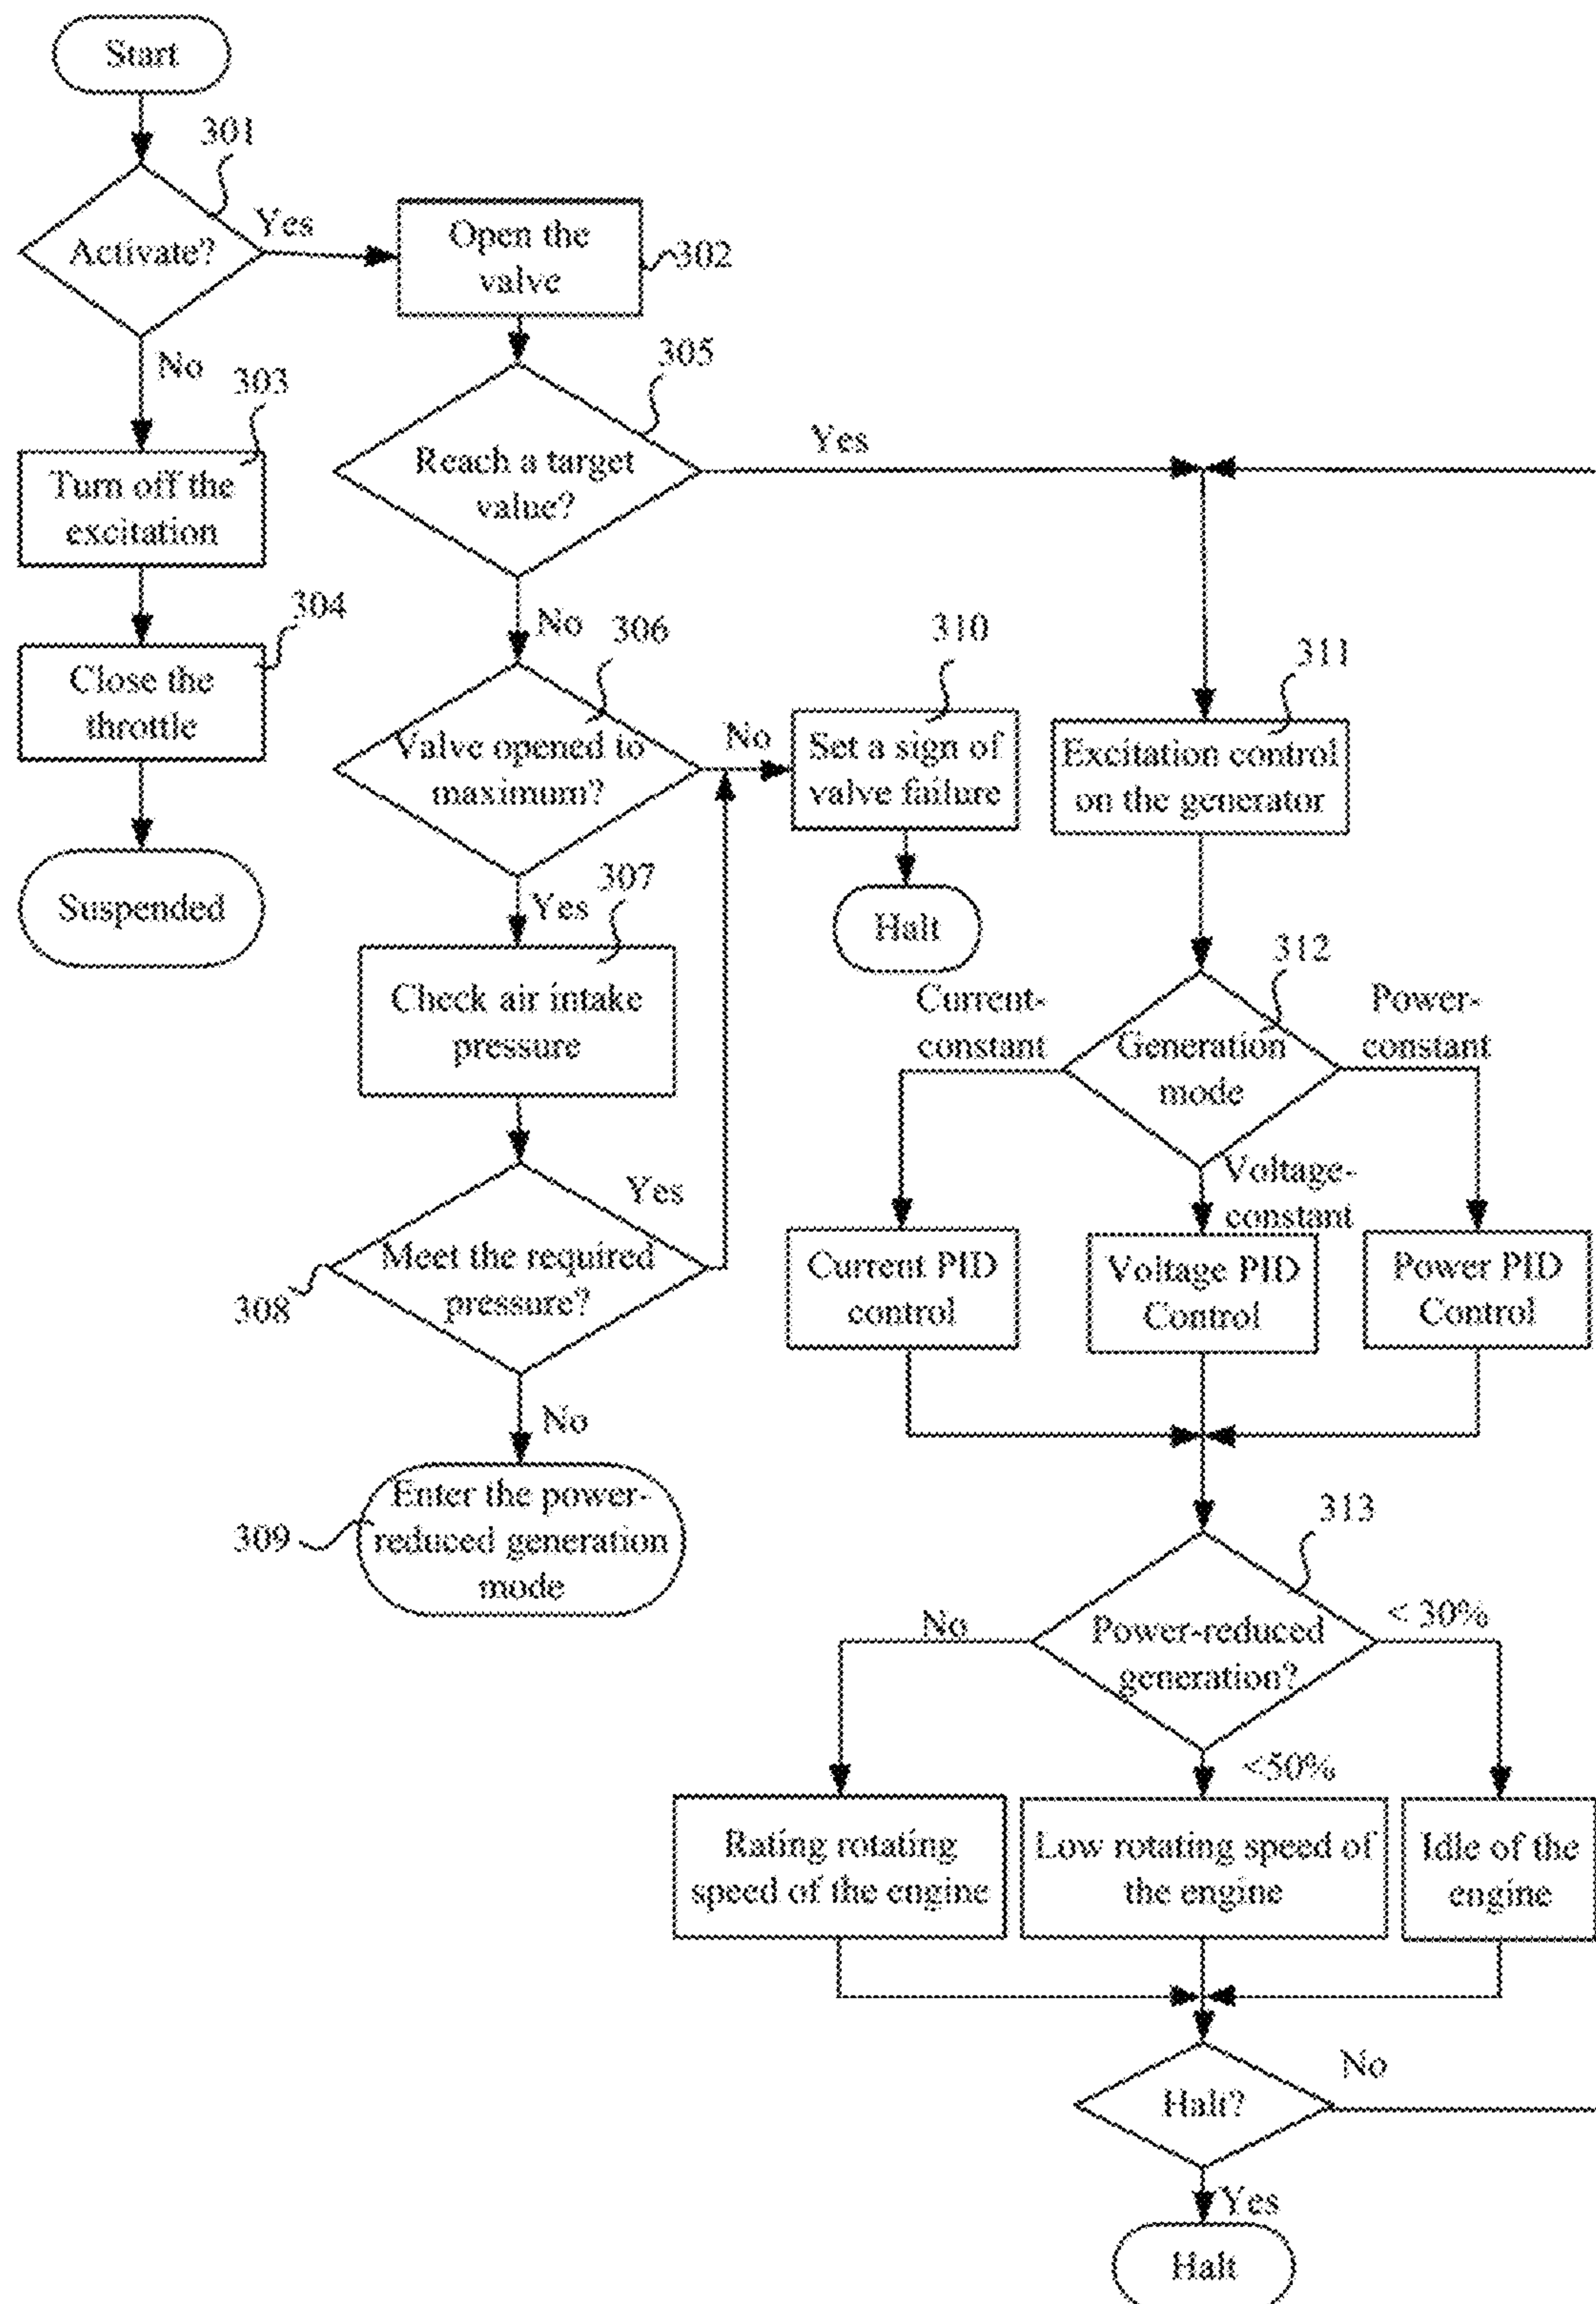 Start
301
Activate?
Yes
Open the
valve
302
No
303
Turn off the
excitation
304
Close the
throttle
Suspended
305
Reach a target
value?
Yes
No
306
Valve opened to
maximum?
No
310
Set a sign of
valve failure
Halt
Yes
307
Check air intake
pressure
Yes
Meet the required
pressure?
308
No
Enter the power-
reduced generation
mode
309
311
Excitation control
on the generator
312
Current-
constant
Generation
mode
Power-
constant
Voltage-
constant
Current PID
control
Voltage PID
Control
Power PID
Control
313
No
Power-reduced
generation?
< 30%
<50%
Rating rotating
speed of the engine
Low rotating speed of
the engine
Idle of the
engine
Halt?
No
Yes
Halt